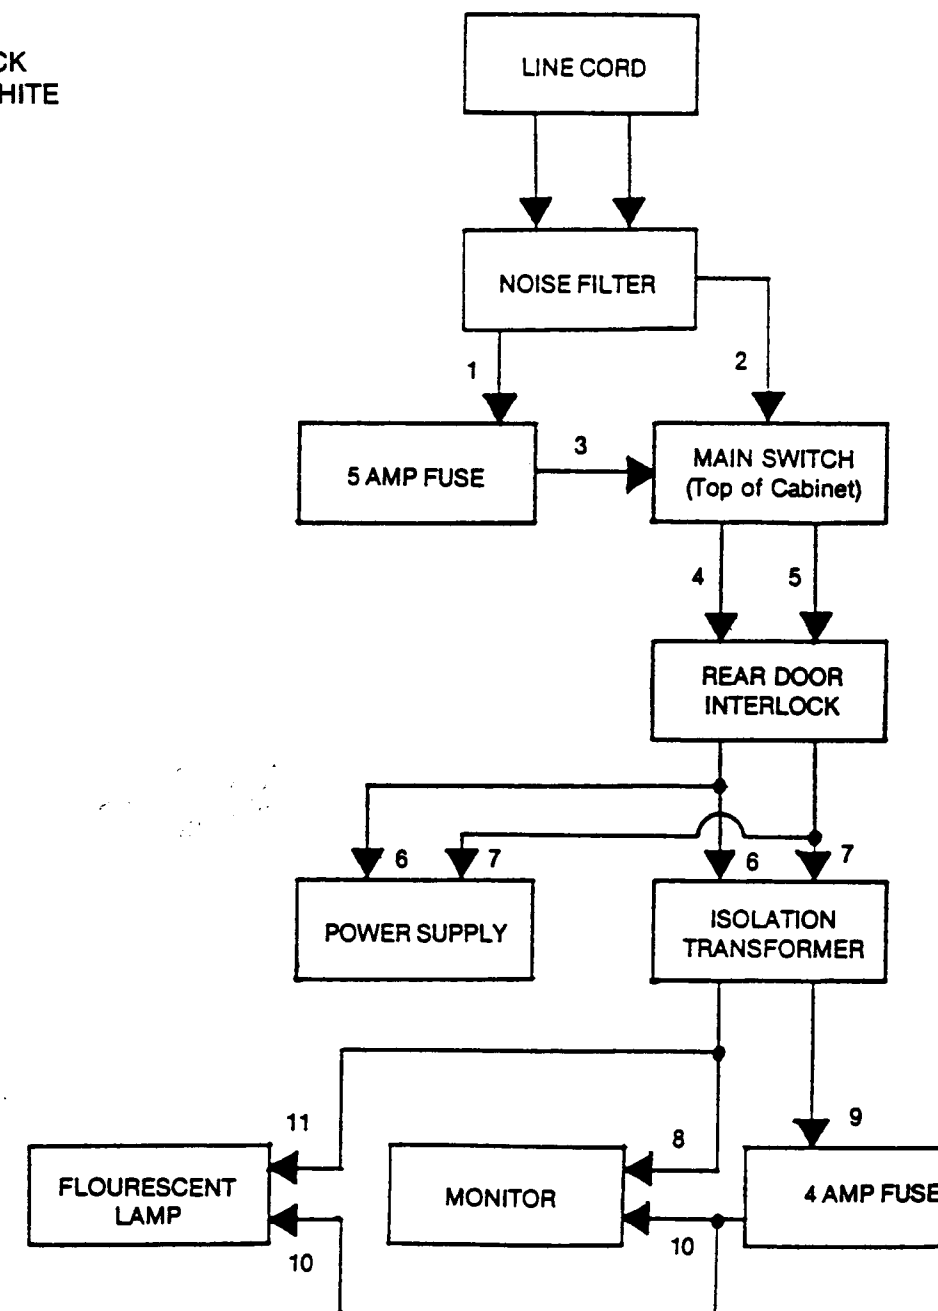 LINE CORD
NOISE FILTER
1
2
5 AMP FUSE
3
MAIN SWITCH
(Top of Cabinet)
4
5
REAR DOOR
INTERLOCK
6
7
6
7
POWER SUPPLY
ISOLATION
TRANSFORMER
11
8
9
FLOURESCENT
LAMP
MONITOR
4 AMP FUSE
10
10